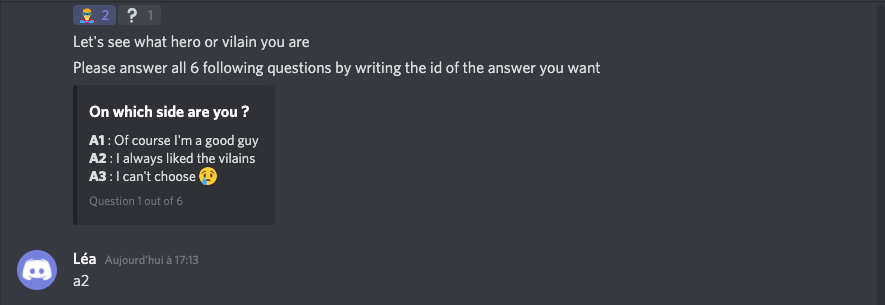 2 ? 1
Let's see what hero or vilain you are
Please answer all 6 following questions by writing the id of the answer you want
On which side are you ?
A1 : Of course I'm a good guy
A2 : I always liked the vilains
A3 : I can't choose 😢
Question 1 out of 6
Léa Aujourd'hui à 17:13
a2